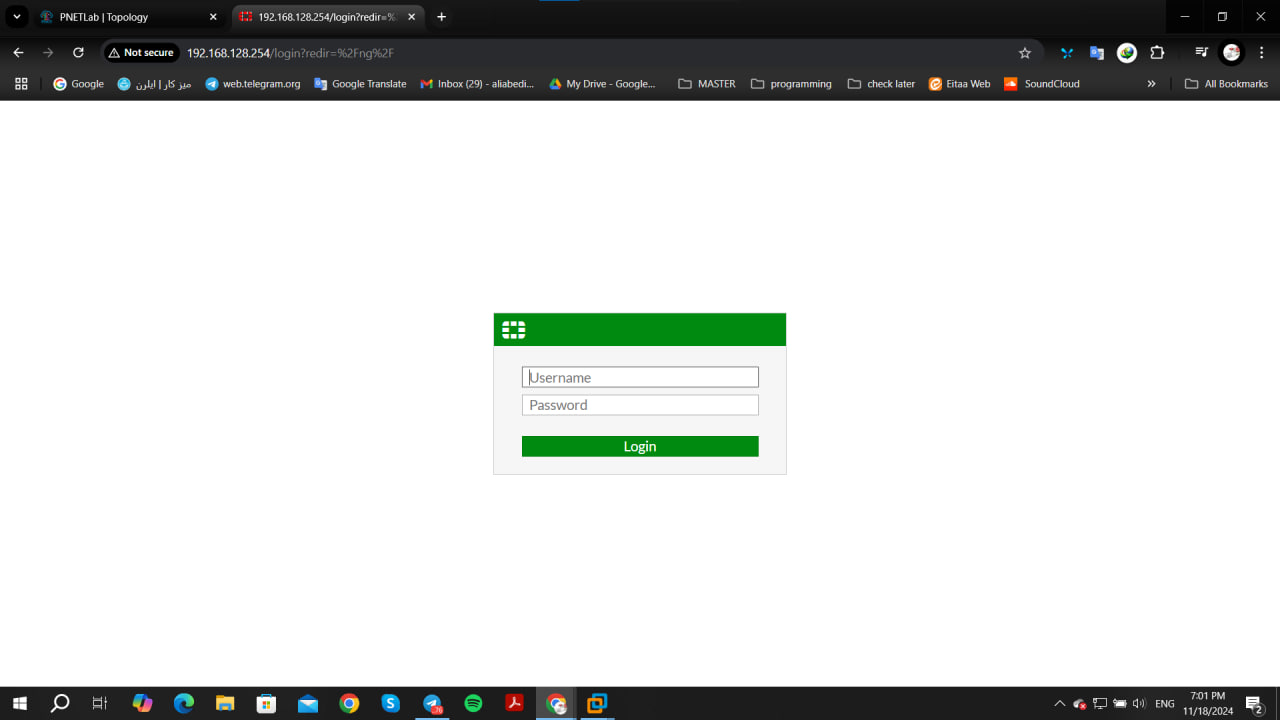 PNETLab | Topology
192.168.128.254/login?redir=%
Not secure
192.168.128.254/login?redir=%2Fng%2F
Google
میز کار | ایلرن
web.telegram.org
Google Translate
Inbox (29) - aliabedi...
My Drive - Google...
MASTER
programming
check later
Eitaa Web
SoundCloud
All Bookmarks
Username
Password
Login
76
ENG
7:01 PM
11/18/2024
2